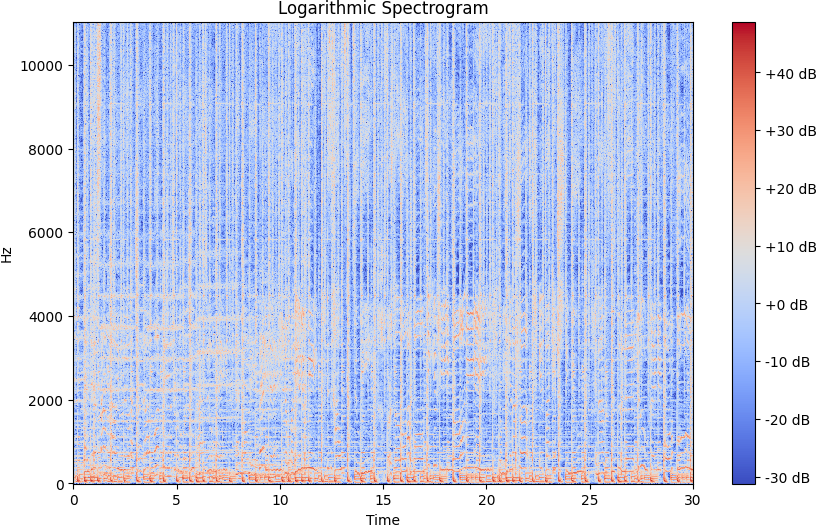 Logarithmic Spectrogram
Hz
10000
8000
6000
4000
2000
0
0 5 10 15 20 25 30
Time
+40 dB
+30 dB
+20 dB
+10 dB
+0 dB
-10 dB
-20 dB
-30 dB